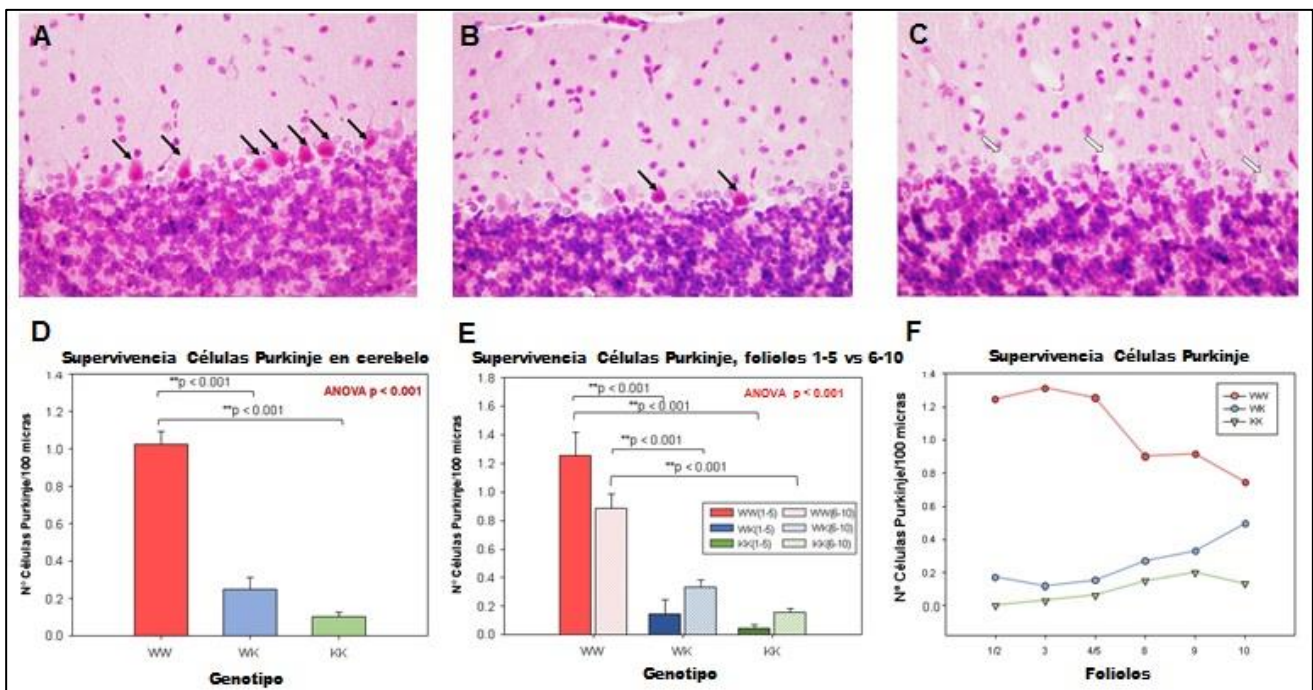 A
B
C
D
Supervivencia Células Purkinje en cerebelo
1.4
1.2
1.0
0.8
0.6
0.4
0.2
0.0
**p < 0.001
**p < 0.001
ANOVA p < 0.001
Nº Células Purkinje/100 micras
WW
WK
KK
Genotipo
E
Supervivencia Células Purkinje, foliolos 1-5 vs 6-10
1.8
1.6
1.4
1.2
1.0
0.8
0.6
0.4
0.2
0.0
**p < 0.001
**p < 0.001
**p < 0.001
**p < 0.001
ANOVA p < 0.001
Nº Células Purkinje/100 micras
WW(1-5) WW(6-10)
WK(1-5) WK(6-10)
KK(1-5) KK(6-10)
WW
WK
KK
Genotipo
F
Supervivencia Células Purkinje
1.4
1.2
1.0
0.8
0.6
0.4
0.2
0.0
Nº Células Purkinje/100 micras
WW
WK
KK
1/2
3
4/5
8
9
10
Foliolos